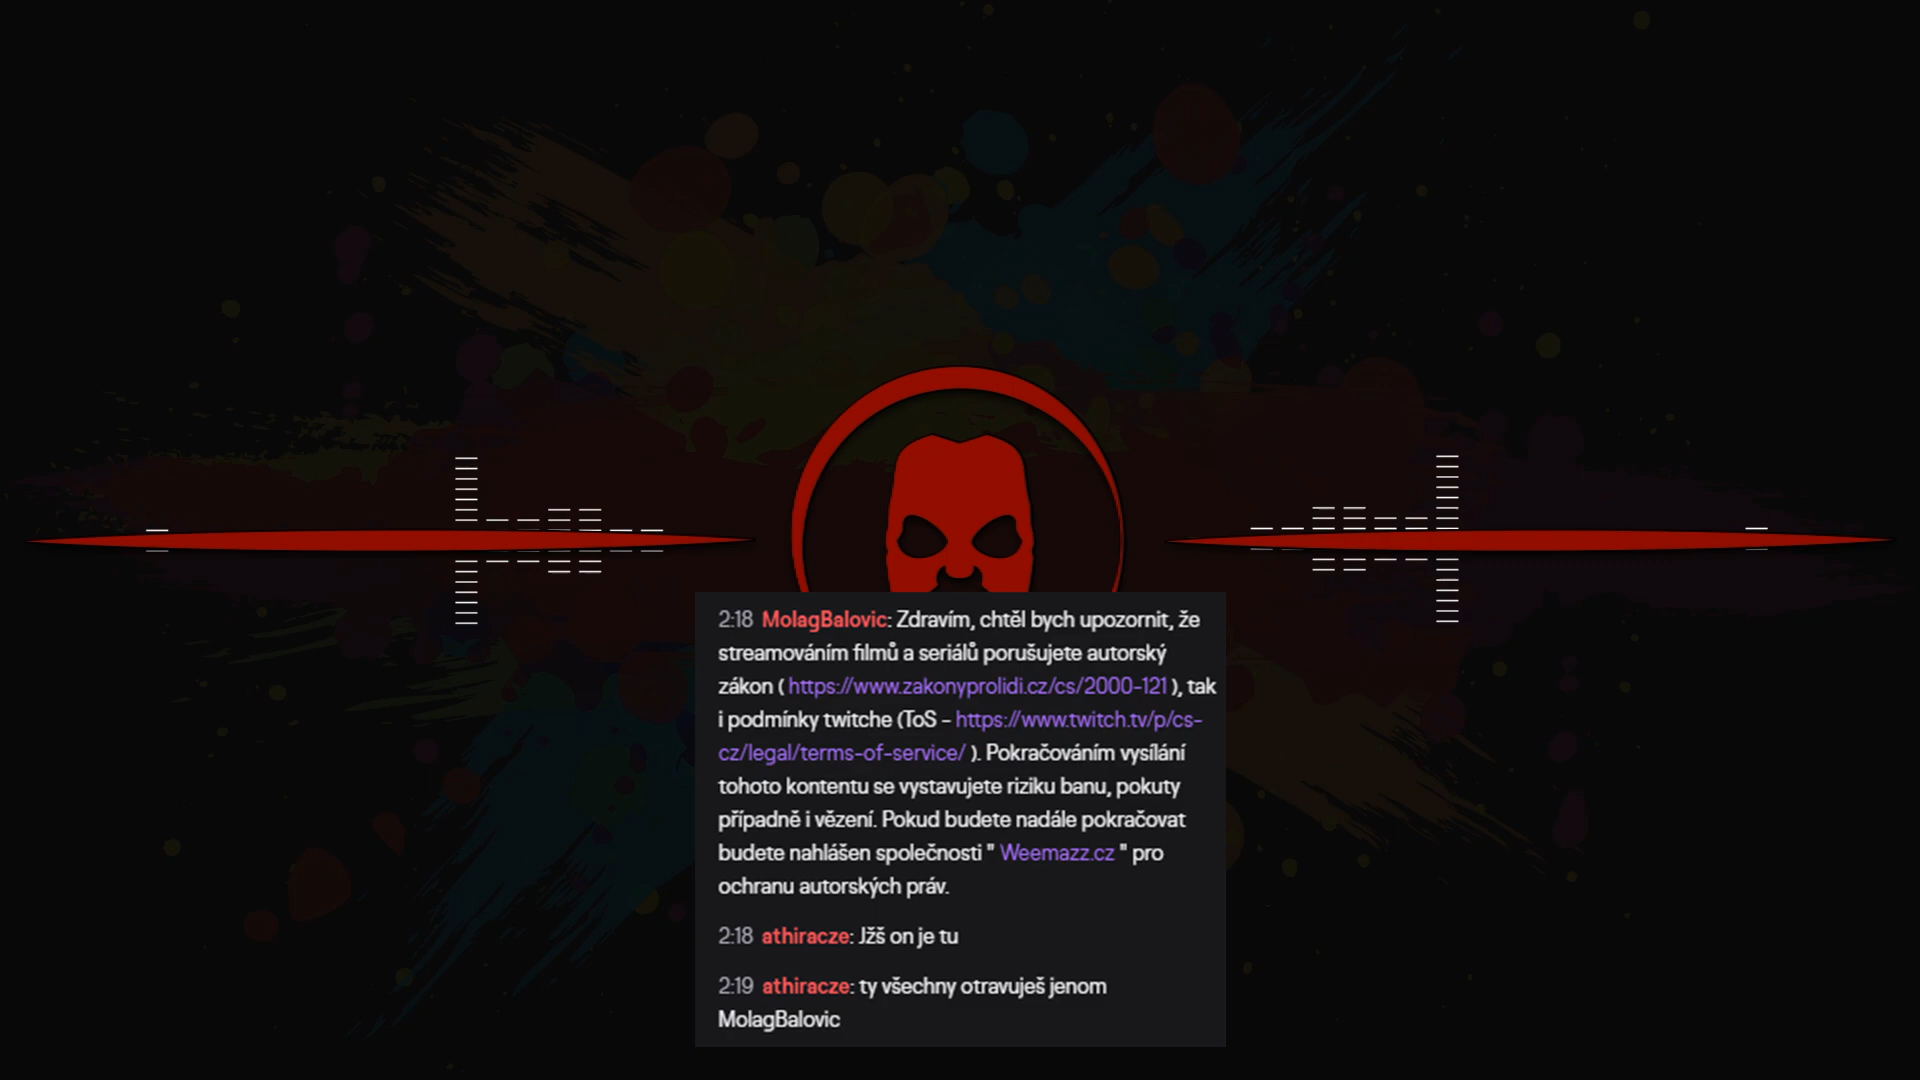 2:18 MolagBalovic: Zdravím, chtěl bych upozornit, že
streamováním filmů a seriálů porušujete autorský
zákon ( https://www.zakonyprolidi.cz/cs/2000-121 ), tak
i podmínky twitche (ToS - https://www.twitch.tv/p/cs-
cz/legal/terms-of-service/ ). Pokračováním vysílání
tohoto kontentu se vystavujete riziku banu, pokuty
případně i vězení. Pokud budete nadále pokračovat
budete nahlášen společnosti " Weemazz.cz " pro
ochranu autorských práv.
2:18 athiracze: Jžš on je tu
2:19 athiracze: ty všechny otravuješ jenom
MolagBalovic